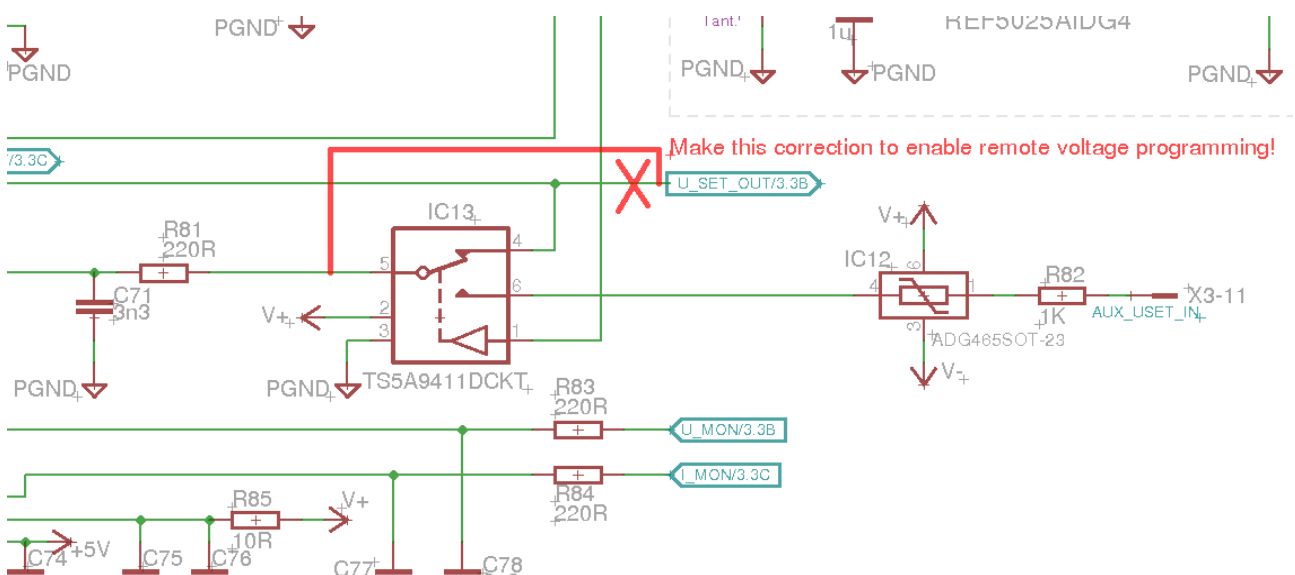 Tant.
1u
REF5025AIDG4
PGND
PGND
PGND
PGND
PGND
/3.3C
Make this correction to enable remote voltage programming!
U_SET_OUT/3.3B
IC13
V+
R81
220R
4
5
IC12
6
R82
C71
3n3
6
4
1
X3-11
V+
2
1K
AUX_USET_IN
3
1
3
ADG465SOT-23
PGND
PGND
TS5A9411DCKT
V-
R83
220R
U_MON/3.3B
I_MON/3.3C
R84
220R
R85
V+
10R
+5V
C74
C75
C76
C77
C78